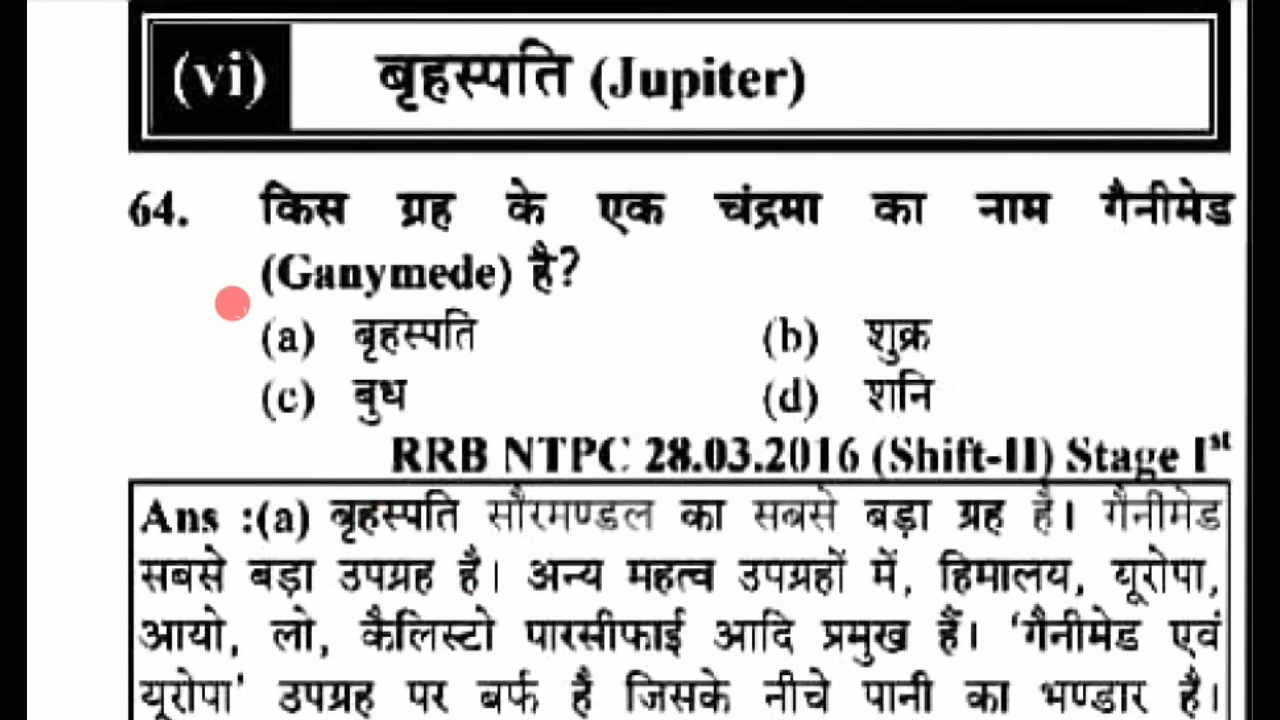 (vi) बृहस्पति (Jupiter)
64. किस ग्रह के एक चंद्रमा का नाम गैनीमेड
(Ganymede) है?
(a) बृहस्पति (b) शुक्र
(c) बुध (d) शनि
RRB NTPC 28.03.2016 (Shift-II) Stage Ist
Ans :(a) बृहस्पति सौरमण्डल का सबसे बड़ा ग्रह है। गैनीमेड
सबसे बड़ा उपग्रह है। अन्य महत्व उपग्रहों में, हिमालय, यूरोपा,
आयो, लो, कैलिस्टो पारसीफाई आदि प्रमुख हैं। ‘गैनीमेड एवं
यूरोपा’ उपग्रह पर बर्फ है जिसके नीचे पानी का भण्डार है।